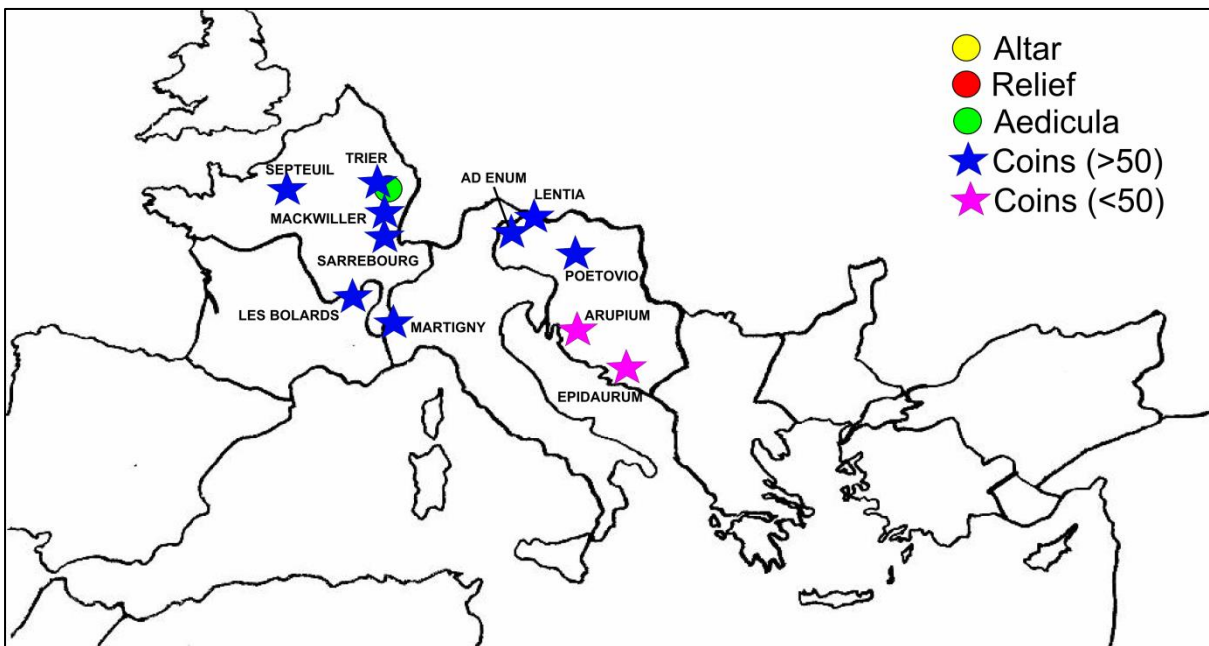 Altar
Relief
Aedicula
Coins (>50)
Coins (<50)
TRIER
SEPTEUIL
AD ENUM
LENTIA
MACKWILLER
SARREBOURG
POETOVIO
LES BOLARDS
ARUPIUM
MARTIGNY
EPIDAURUM